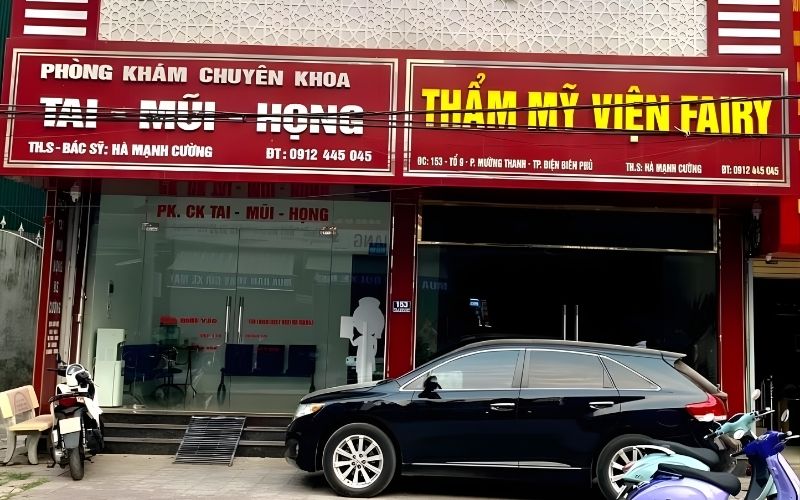 PHÒNG KHÁM CHUYÊN KHOA
TAI - MŨI - HỌNG
TH.S - BÁC SỸ: HÀ MẠNH CƯỜNG ĐT: 0912 445 045
THẨM MỸ VIỆN FAIRY
ĐC: 153 - TỔ 9 - P. MƯỜNG THANH - TP. ĐIỆN BIÊN PHỦ TH.S: HÀ MẠNH CƯỜNG ĐT: 0912 445 045
PK. CK TAI - MŨI - HỌNG
153